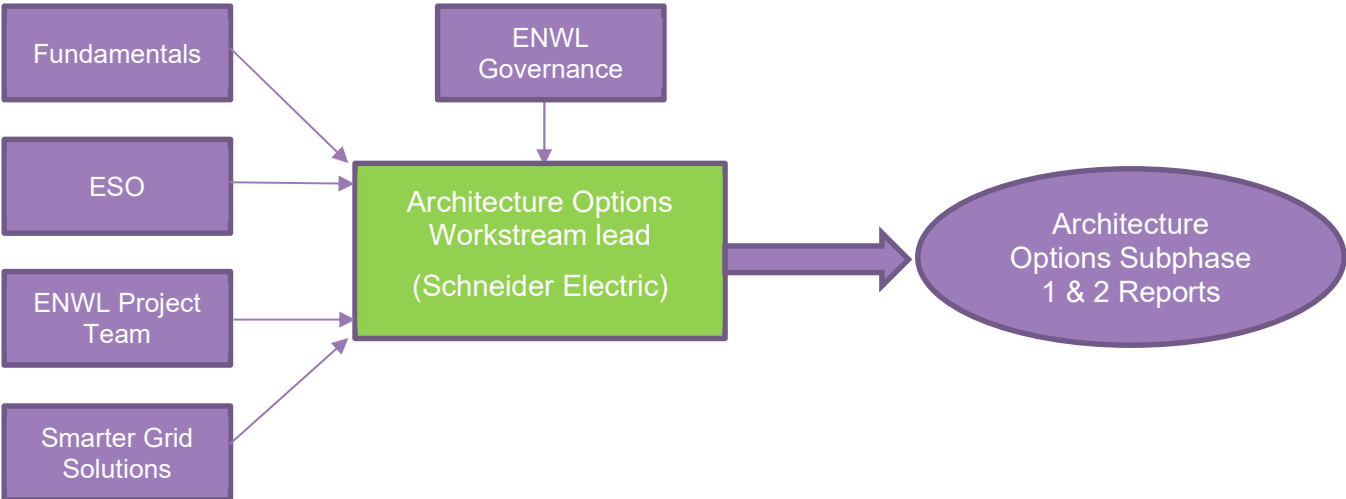 Fundamentals
ENWL
Governance
ESO
Architecture Options
Workstream lead
(Schneider Electric)
Architecture
Options Subphase
1 & 2 Reports
ENWL Project
Team
Smarter Grid
Solutions